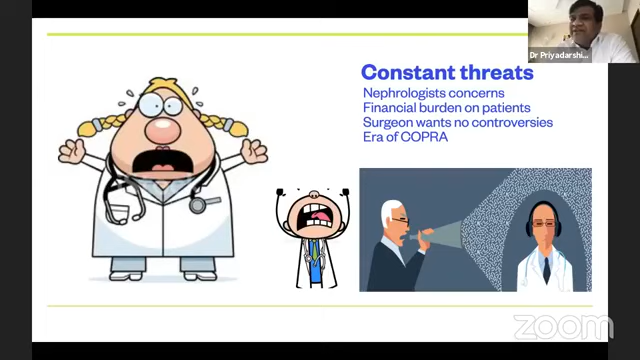 Constant threats
Nephrologists concerns
Financial burden on patients
Surgeon wants no controversies
Era of COPRA
Dr Priyadarshi...
zoom